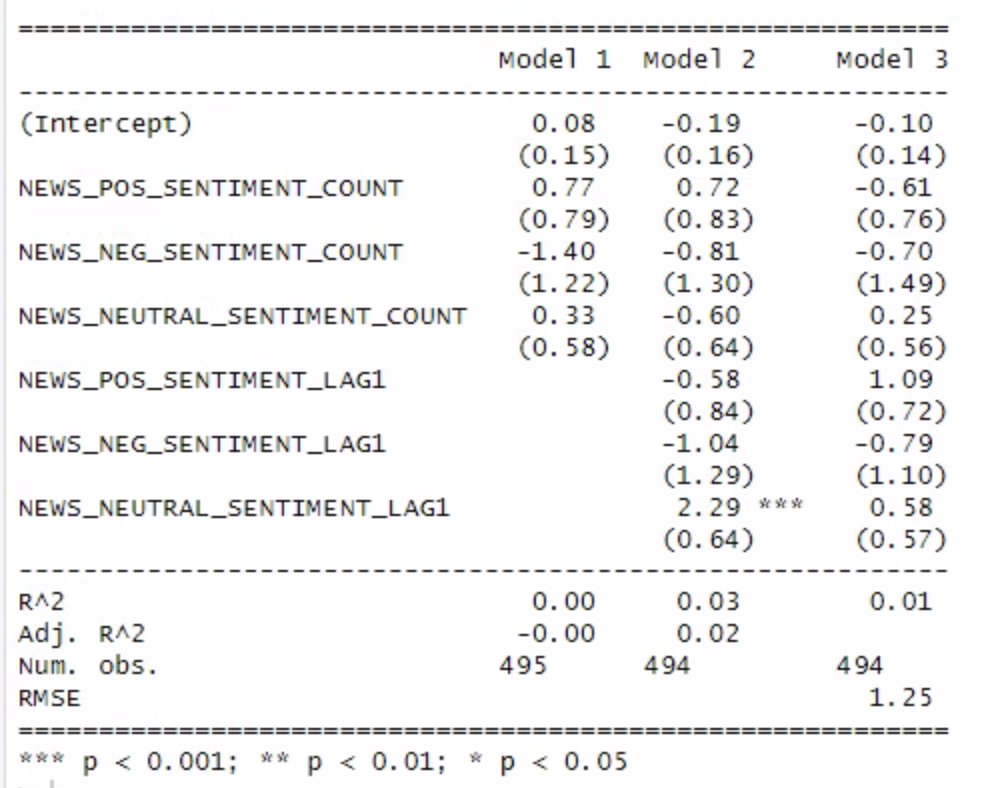 ==========================================================
                              Model 1  Model 2     Model 3
----------------------------------------------------------
(Intercept)                     0.08    -0.19       -0.10
                               (0.15)   (0.16)      (0.14)
NEWS_POS_SENTIMENT_COUNT        0.77     0.72       -0.61
                               (0.79)   (0.83)      (0.76)
NEWS_NEG_SENTIMENT_COUNT       -1.40    -0.81       -0.70
                               (1.22)   (1.30)      (1.49)
NEWS_NEUTRAL_SENTIMENT_COUNT    0.33    -0.60        0.25
                               (0.58)   (0.64)      (0.56)
NEWS_POS_SENTIMENT_LAG1                 -0.58        1.09
                                        (0.84)      (0.72)
NEWS_NEG_SENTIMENT_LAG1                 -1.04       -0.79
                                        (1.29)      (1.10)
NEWS_NEUTRAL_SENTIMENT_LAG1              2.29 ***    0.58
                                        (0.64)      (0.57)
----------------------------------------------------------
R^2                             0.00     0.03        0.01
Adj. R^2                       -0.00     0.02
Num. obs.                     495      494         494
RMSE                                                 1.25
==========================================================
*** p < 0.001; ** p < 0.01; * p < 0.05